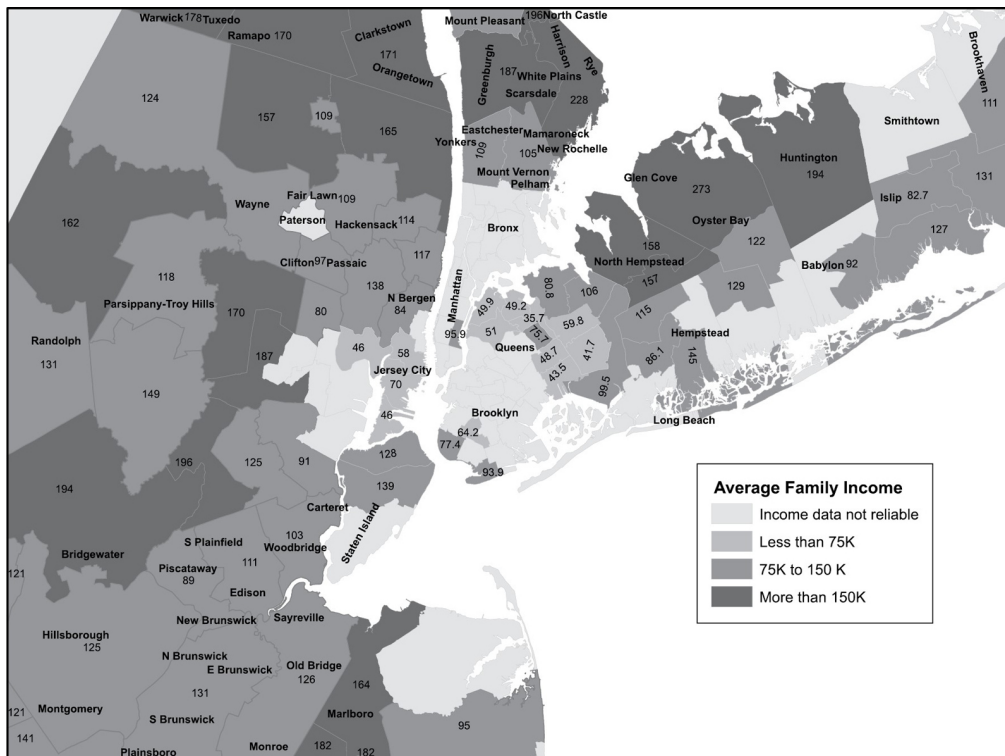 Warwick 178 Tuxedo
Ramapo 170
Clarkstown
171
Orangetown
Mount Pleasant
196 North Castle
Harrison
Rye
Greenburgh
187
White Plains
Scarsdale
228
Brookhaven
111
124
157
109
165
Eastchester
Yonkers
109
105
Mamaroneck
New Rochelle
Mount Vernon
Pelham
Smithtown
Huntington
194
Glen Cove
273
Oyster Bay
131
Islip
82.7
127
162
Wayne
Fair Lawn
109
Paterson
Hackensack
114
Bronx
158
North Hempstead
157
122
Babylon
92
118
Clifton 97 Passaic
117
138
N Bergen
84
Manhattan
95.9
49.9
49.2
80.8
106
35.7
75.7
59.8
51
Queens
48.7
43.5
41.7
99.5
115
129
Hempstead
86.1
145
Long Beach
Parsippany-Troy Hills
170
80
187
46
58
Jersey City
70
46
Randolph
131
149
Brooklyn
64.2
77.4
93.9
128
139
Staten Island
194
196
125
91
Carteret
103
Woodbridge
Bridgewater
S Plainfield
Piscataway
89
111
Edison
121
New Brunswick
Sayreville
Hillsborough
125
N Brunswick
E Brunswick
131
Old Bridge
126
164
Marlboro
95
121
Montgomery
141
S Brunswick
Plainsboro
Monroe
182
182
Average Family Income
Income data not reliable
Less than 75K
75K to 150 K
More than 150K